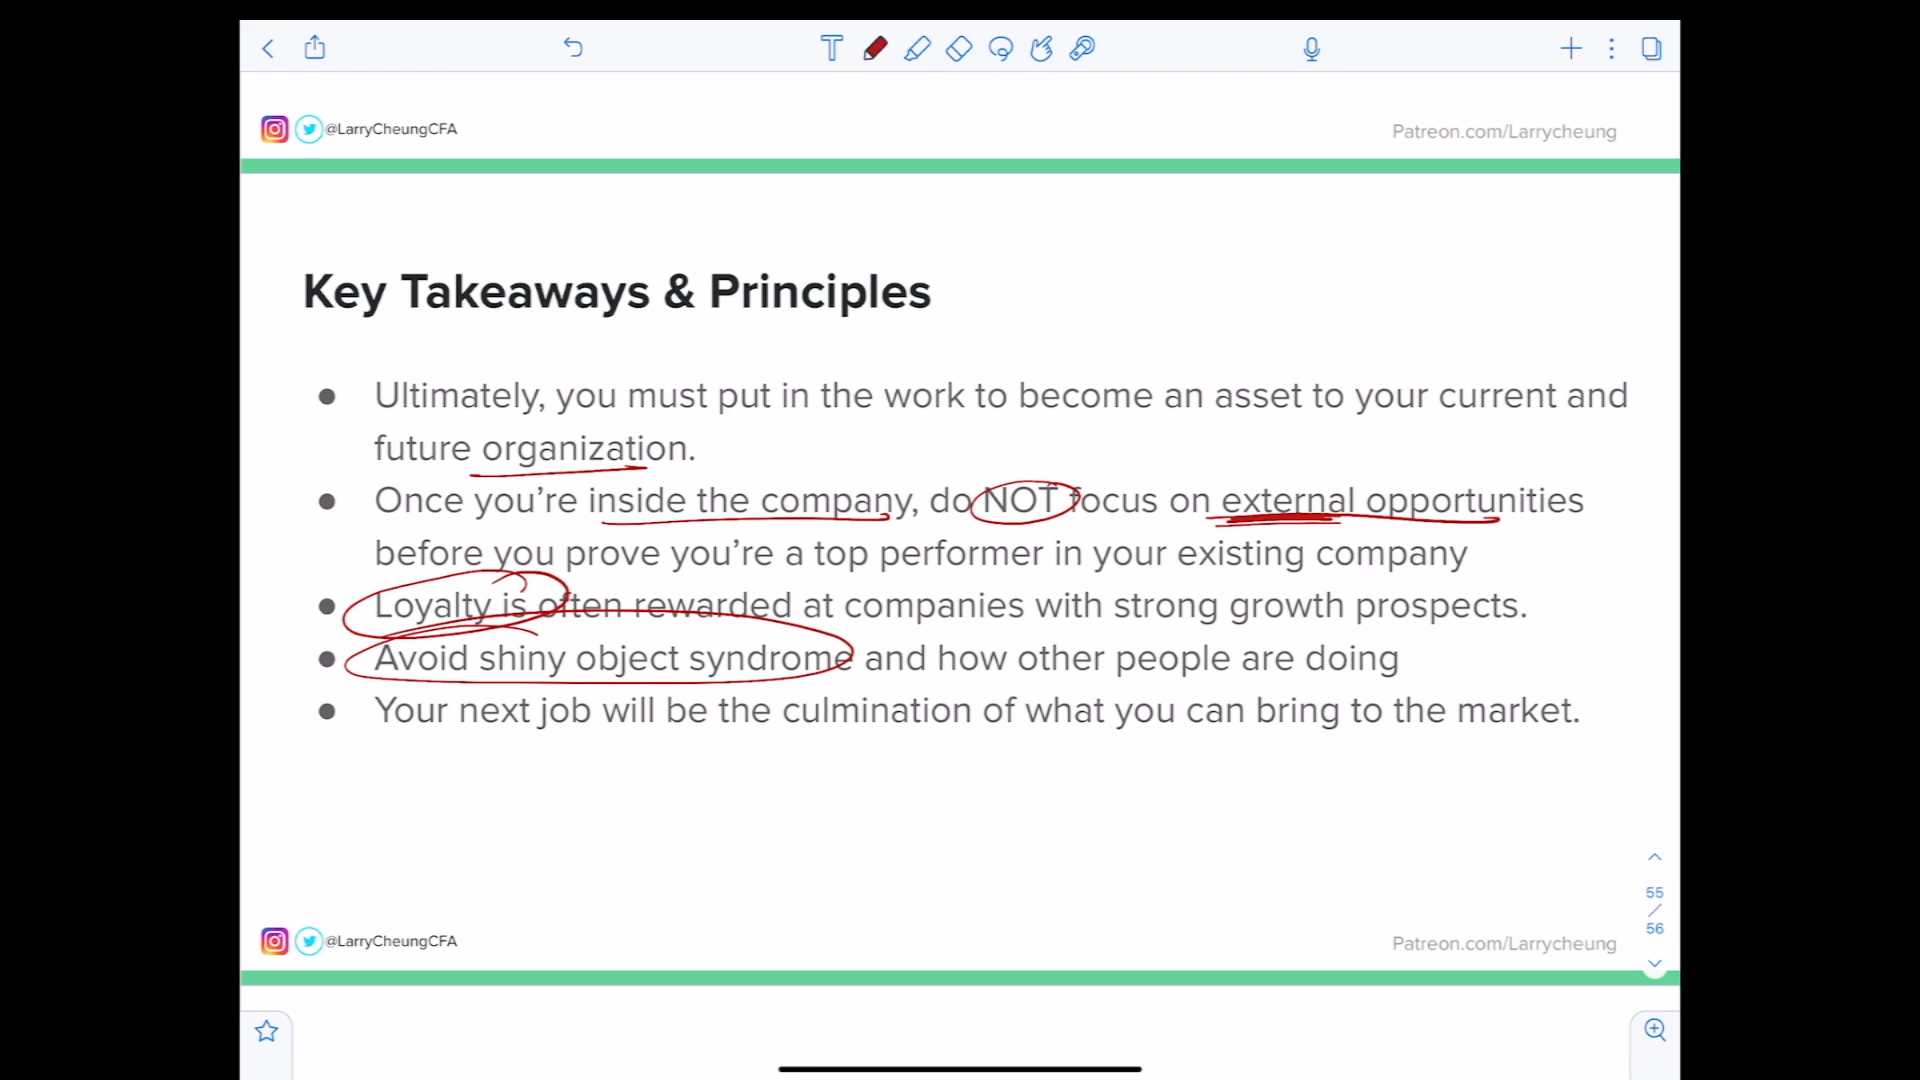 @LarryCheungCFA
Patreon.com/Larrycheung
Key Takeaways & Principles
● Ultimately, you must put in the work to become an asset to your current and
future organization.
● Once you’re inside the company, do NOT focus on external opportunities
before you prove you’re a top performer in your existing company
● Loyalty is often rewarded at companies with strong growth prospects.
● Avoid shiny object syndrome and how other people are doing
● Your next job will be the culmination of what you can bring to the market.
55
/
56
@LarryCheungCFA
Patreon.com/Larrycheung